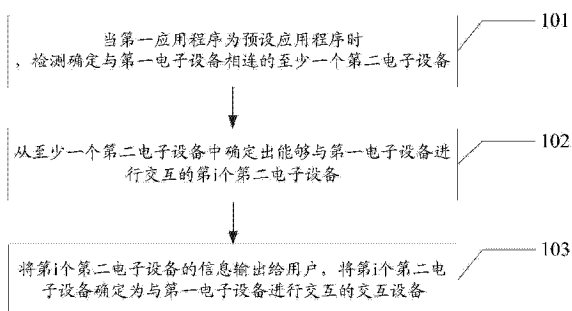 当第一应用程序为预设应用程序时
，检测确定与第一电子设备相连的至少一个第二电子设备
101
从至少一个第二电子设备中确定出能够与第一电子设备进
行交互的第i个第二电子设备
102
将第i个第二电子设备的信息输出给用户，将第i个第二电
子设备确定为与第一电子设备进行交互的交互设备
103